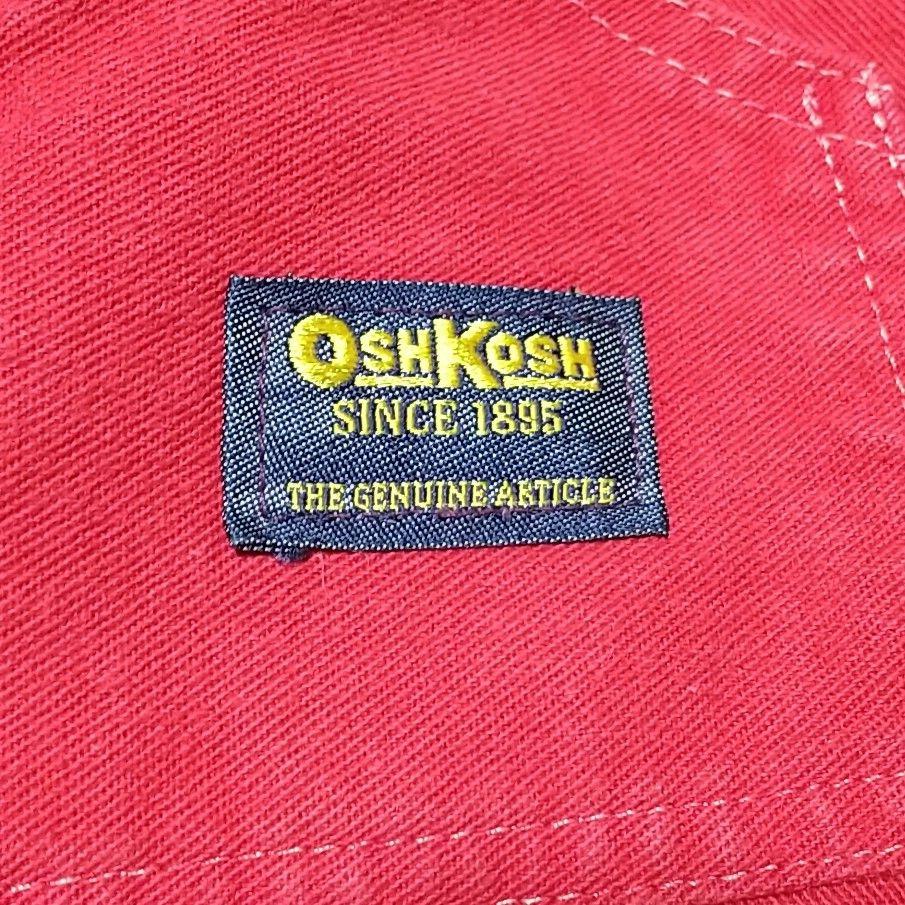 OSHKOSH
SINCE 1895
THE GENUINE ARTICLE